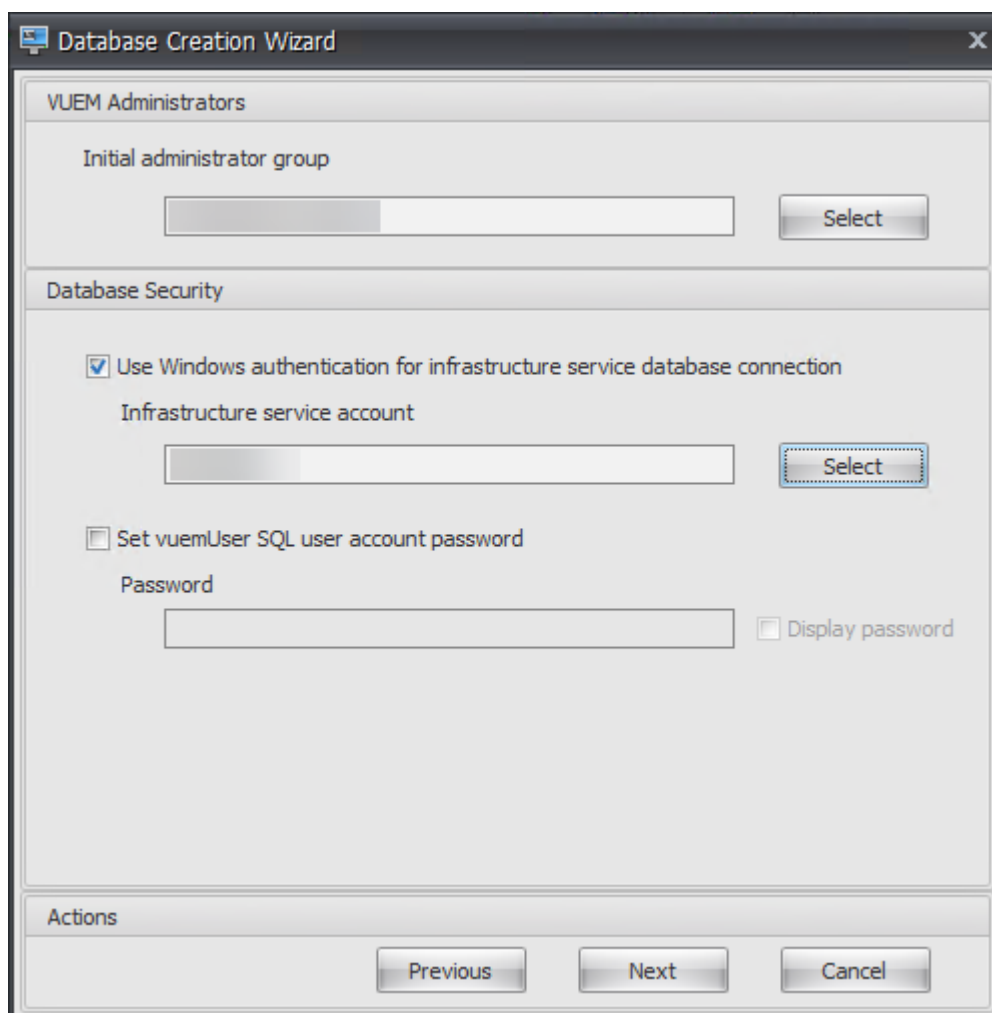 Database Creation Wizard
VUEM Administrators
Initial administrator group
Select
Database Security
Use Windows authentication for infrastructure service database connection
Infrastructure service account
Select
Set vuemUser SQL user account password
Password
Display password
Actions
Previous Next Cancel